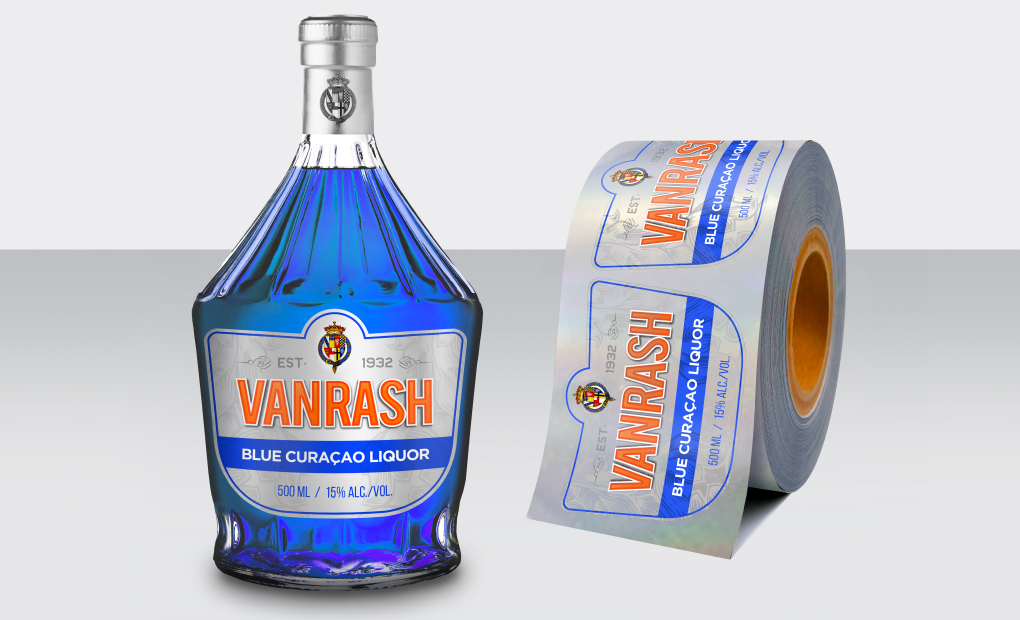 EST. 1932
VANRASH
BLUE CURAÇAO LIQUOR
500 ML / 15% ALC./VOL.
EST.
VANRASH
BLUE CURAÇAO LIQUOR
500 ML / 15% ALC./VOL.
EST. 1932
VANRASH
BLUE CURAÇAO LIQUOR
500 ML / 15% ALC./VOL.